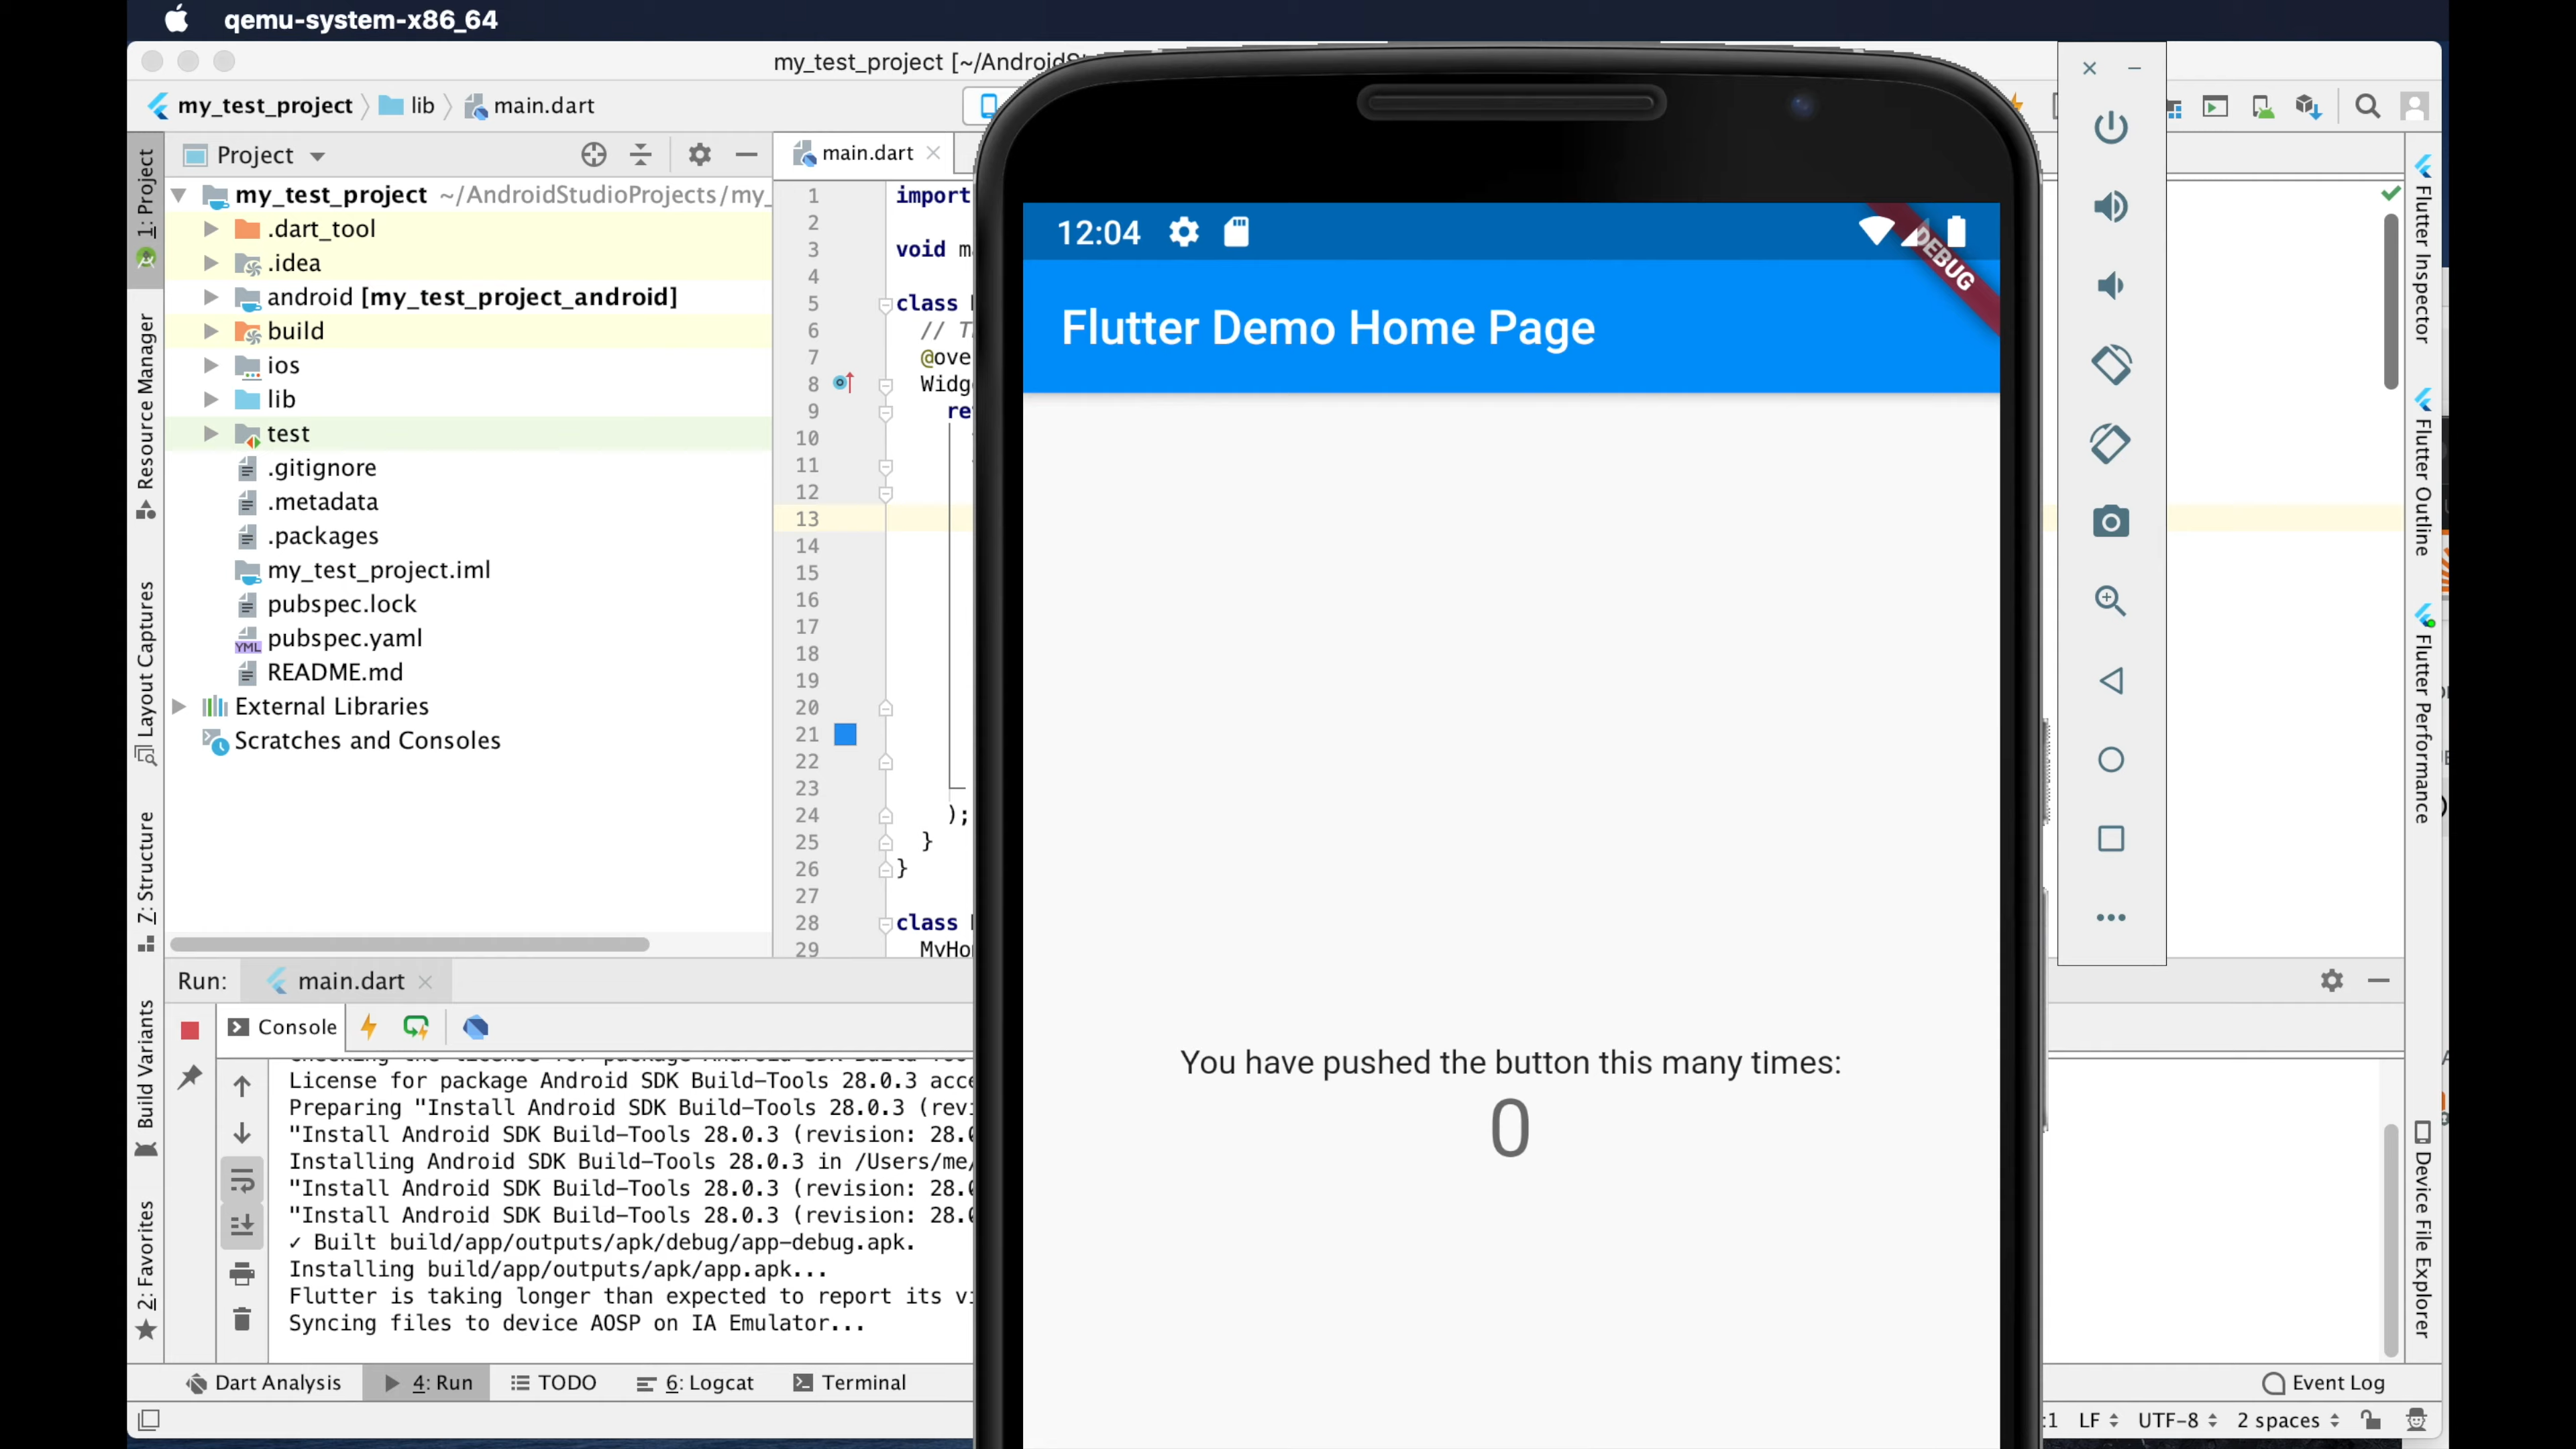 qemu-system-x86_64
my_test_project [~/AndroidS
my_test_project
lib
main.dart
1: Project
Resource Manager
Layout Captures
Z: Structure
Build Variants
2: Favorites
Project
my_test_project ~/AndroidStudioProjects/my_
.dart_tool
.idea
android [my_test_project_android]
build
ios
lib
test
.gitignore
.metadata
.packages
my_test_project.iml
pubspec.lock
pubspec.yaml
README.md
External Libraries
Scratches and Consoles
main.dart
1 import
2
3 void m
4
5 class
6 // T
7 @ove
8 Widg
9 re
10
11
12
13
14
15
16
17
18
19
20
21
22
23
24 );
25 }
26 }
27
28 class
29 MyHo
12:04
DEBUG
Flutter Demo Home Page
You have pushed the button this many times:
0
Flutter Inspector
Flutter Outline
Flutter Performance
Device File Explorer
Run:
main.dart
Console
License for package Android SDK Build-Tools 28.0.3 acce
Preparing "Install Android SDK Build-Tools 28.0.3 (revi
"Install Android SDK Build-Tools 28.0.3 (revision: 28.0
Installing Android SDK Build-Tools 28.0.3 in /Users/me/
"Install Android SDK Build-Tools 28.0.3 (revision: 28.0
"Install Android SDK Build-Tools 28.0.3 (revision: 28.0
✓ Built build/app/outputs/apk/debug/app-debug.apk.
Installing build/app/outputs/apk/app.apk...
Flutter is taking longer than expected to report its vi
Syncing files to device AOSP on IA Emulator...
Dart Analysis
4: Run
TODO
6: Logcat
Terminal
Event Log
:1 LF UTF-8 2 spaces